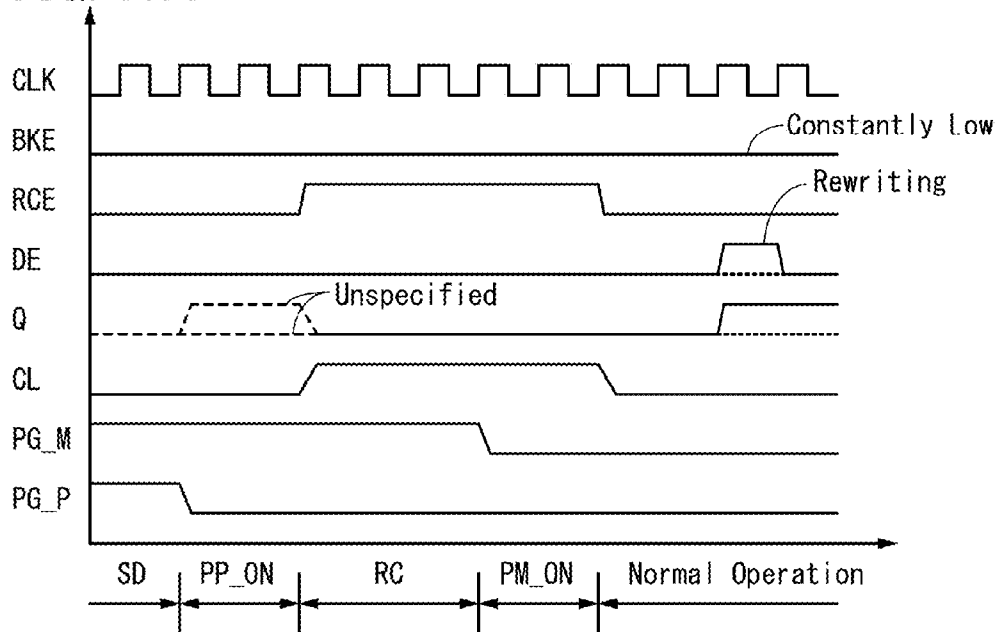 CLK
BKE
Constantly low
RCE
Rewriting
DE
Unspecified
Q
CL
PG_M
PG_P
SD PP_ON RC PM_ON Normal Operation